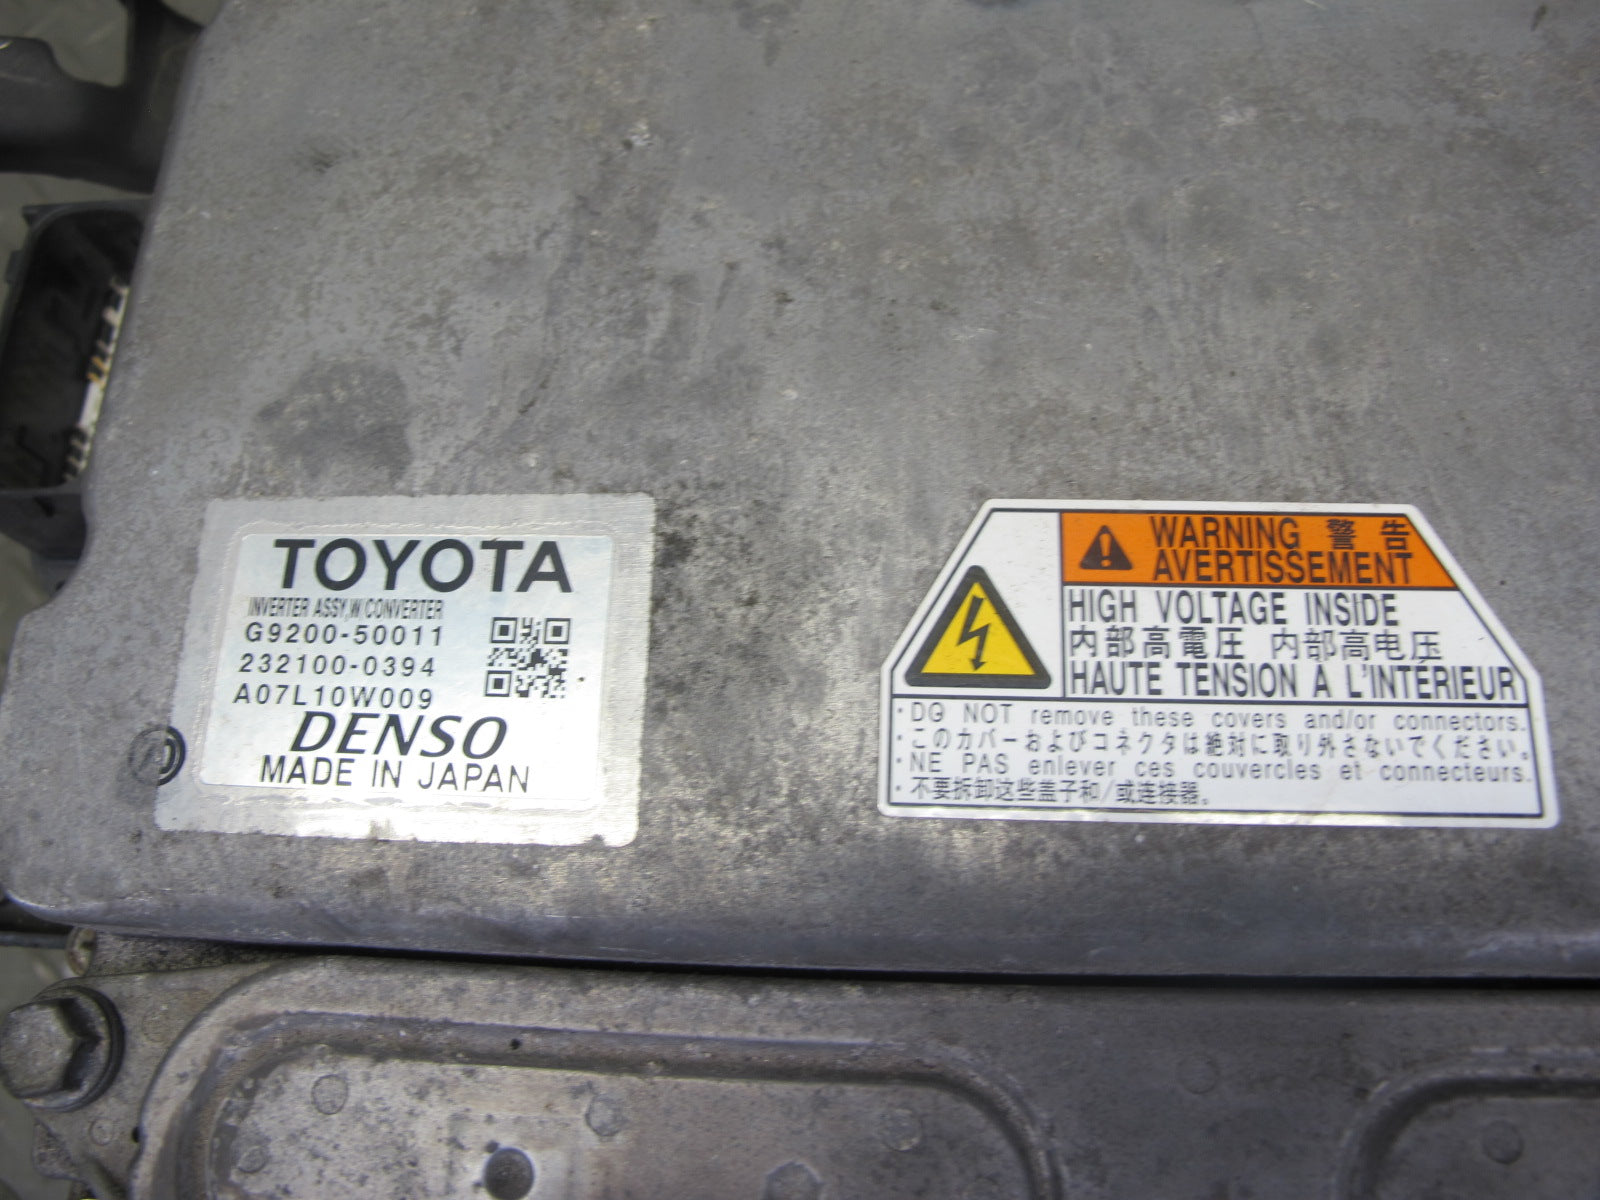 TOYOTA
INVERTER ASSY,W/CONVERTER
G9200-50011
232100-0394
A07L10W009
DENSO
MADE IN JAPAN
WARNING 警告
AVERTISSEMENT
HIGH VOLTAGE INSIDE
内部高電圧 内部高电压
HAUTE TENSION A L'INTÉRIEUR
・DO NOT remove these covers and/or connectors.
・このカバーおよびコネクタは絶対に取り外さないでください。
・NE PAS enlever ces couvercles et connecteurs.
・不要拆卸这些盖子和/或连接器。